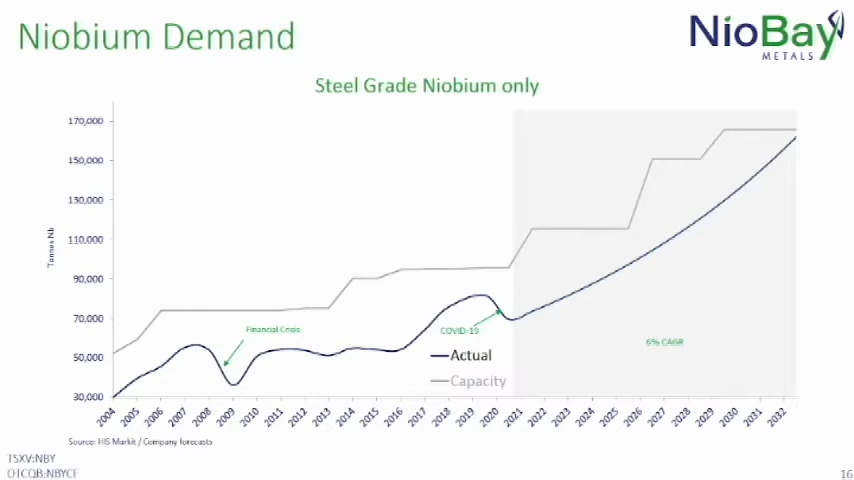 Niobium Demand
NioBay
METALS
Steel Grade Niobium only
170,000
150,000
130,000
110,000
90,000
70,000
50,000
30,000
Tonnes Nb
Financial Crisis
COVID-19
6% CAGR
Actual
Capacity
2004 2005 2006 2007 2008 2009 2010 2011 2012 2013 2014 2015 2016 2017 2018 2019 2020 2021 2022 2023 2024 2025 2026 2027 2028 2029 2030 2031 2032
Source: HIS Markit / Company forecasts
TSXV:NBY
OTCQB:NBYCF
16